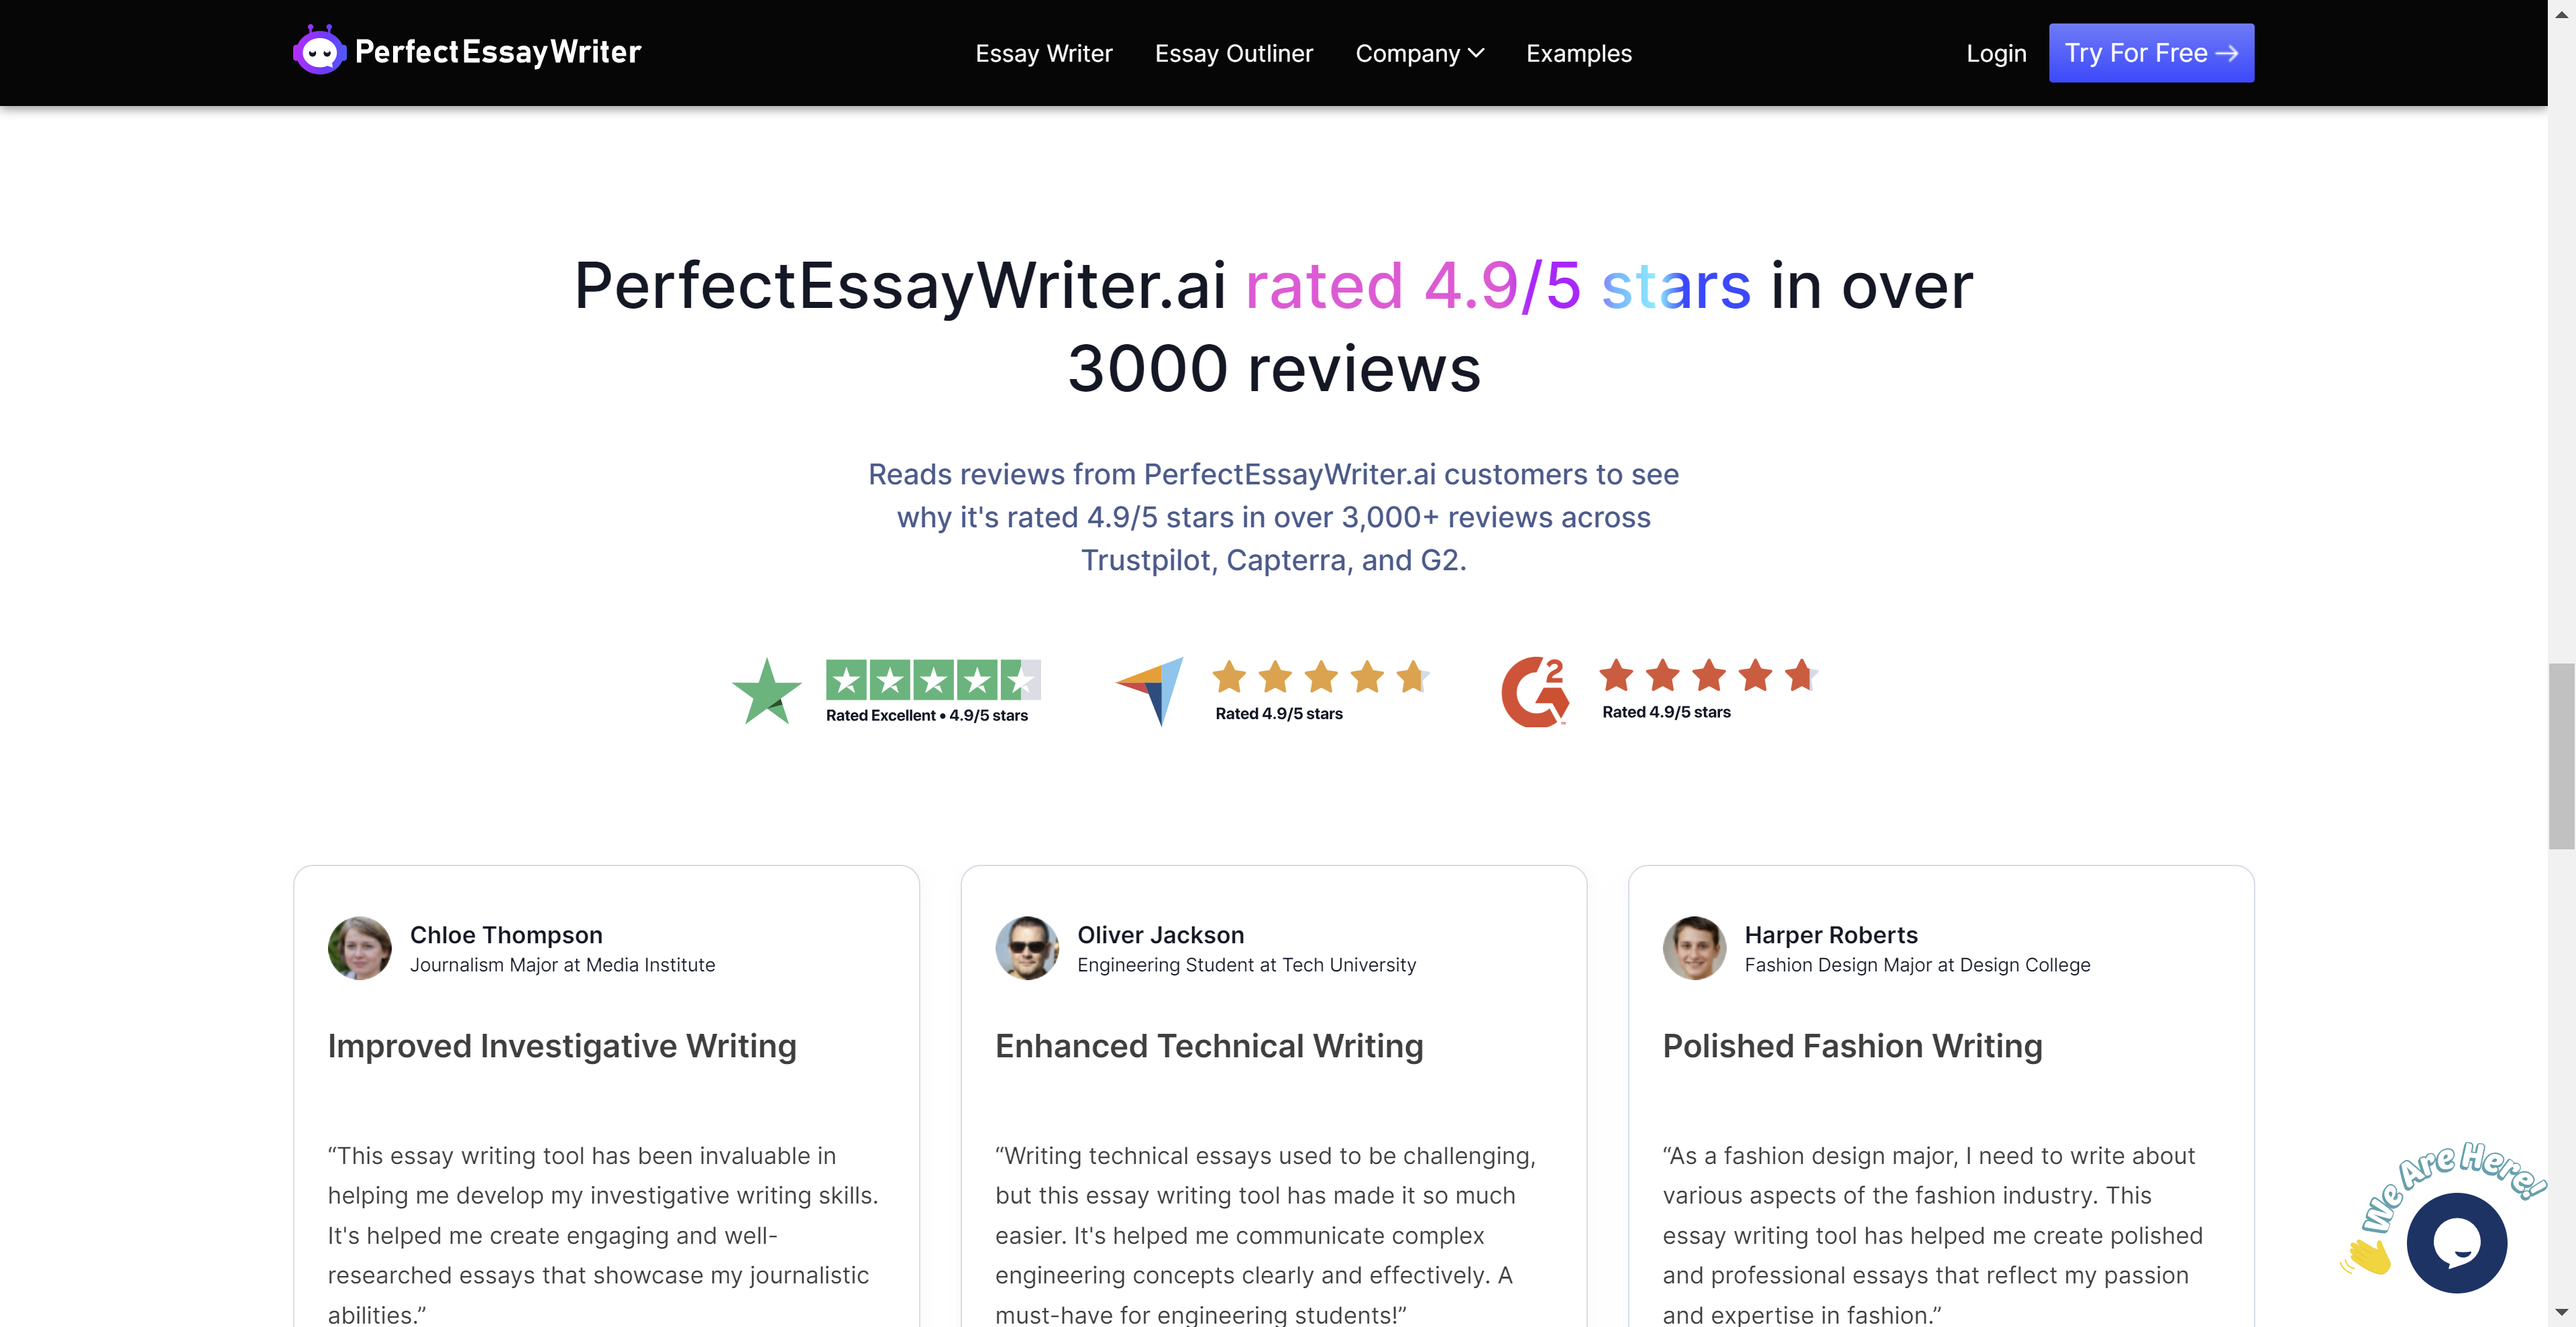 PerfectEssayWriter
Essay Writer
Essay Outliner
Company
Examples
Login
Try For Free
PerfectEssayWriter.ai rated 4.9/5 stars in over
3000 reviews
Reads reviews from PerfectEssayWriter.ai customers to see
why it's rated 4.9/5 stars in over 3,000+ reviews across
Trustpilot, Capterra, and G2.
Rated Excellent • 4.9/5 stars
Rated 4.9/5 stars
G2
Rated 4.9/5 stars
Chloe Thompson
Journalism Major at Media Institute
Improved Investigative Writing
“This essay writing tool has been invaluable in
helping me develop my investigative writing skills.
It's helped me create engaging and well-
researched essays that showcase my journalistic
abilities.”
Oliver Jackson
Engineering Student at Tech University
Enhanced Technical Writing
“Writing technical essays used to be challenging,
but this essay writing tool has made it so much
easier. It's helped me communicate complex
engineering concepts clearly and effectively. A
must-have for engineering students!”
Harper Roberts
Fashion Design Major at Design College
Polished Fashion Writing
“As a fashion design major, I need to write about
various aspects of the fashion industry. This
essay writing tool has helped me create polished
and professional essays that reflect my passion
and expertise in fashion.”
We Are Here!